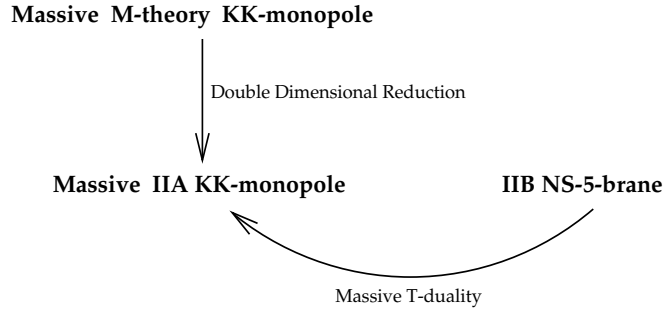 Massive M-theory KK-monopole
Double Dimensional Reduction
Massive IIA KK-monopole
IIB NS-5-brane
Massive T-duality